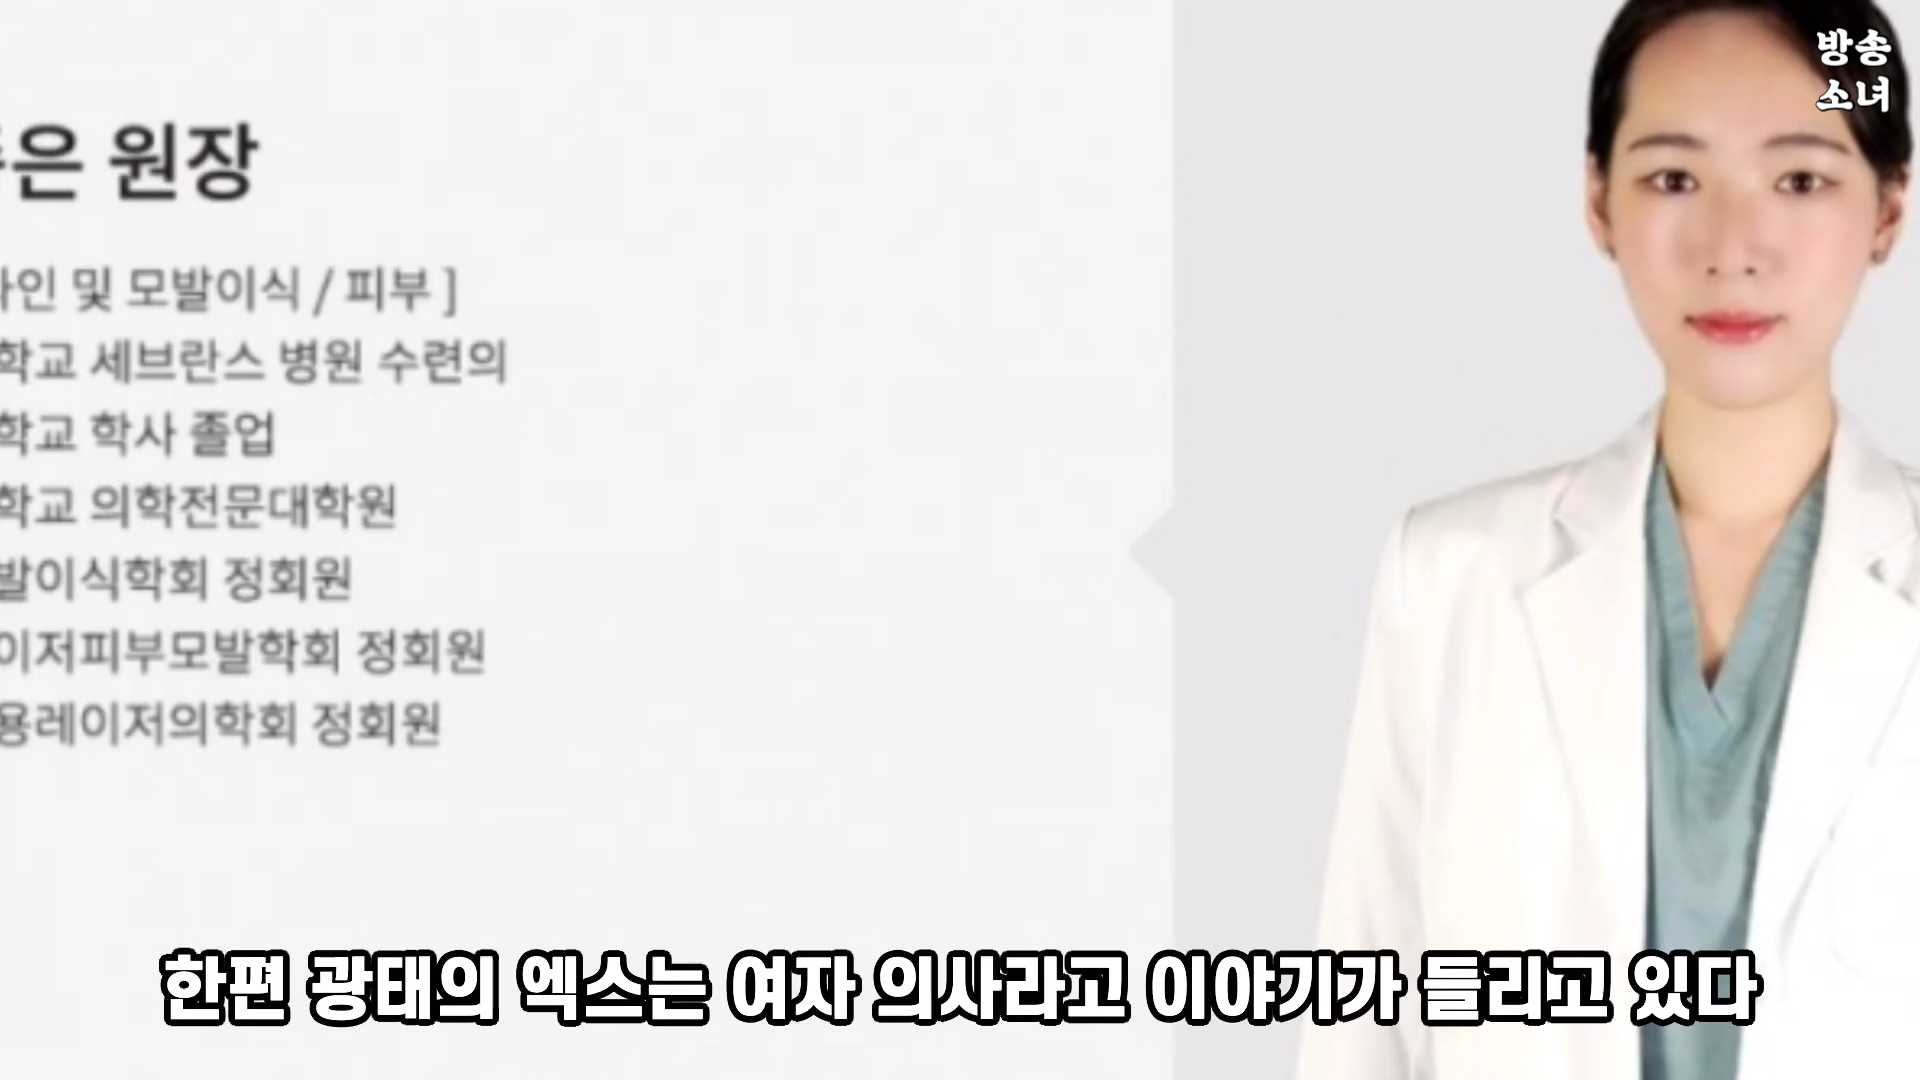 방송
소녀
은 원장
인 및 모발이식 / 피부 ]
학교 세브란스 병원 수련의
학교 학사 졸업
학교 의학전문대학원
발이식학회 정회원
이저피부모발학회 정회원
용레이저의학회 정회원
한편 광태의 엑스는 여자 의사라고 이야기가 들리고 있다